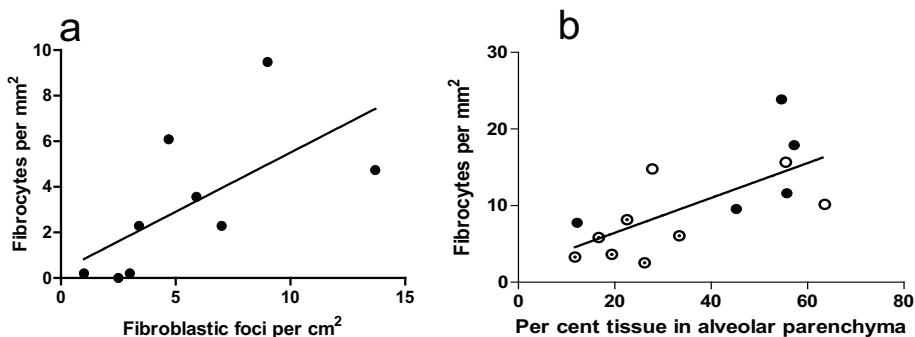 a
10
8
6
4
2
0
Fibrocytes per mm²
0 5 10 15
Fibroblastic foci per cm²
b
30
20
10
0
Fibrocytes per mm²
0 20 40 60 80
Per cent tissue in alveolar parenchyma